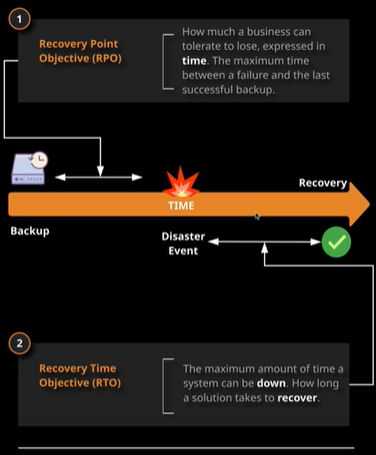 1
Recovery Point
Objective (RPO)
How much a business can
tolerate to lose, expressed in
time. The maximum time
between a failure and the last
successful backup.
Recovery
TIME
Backup
Disaster
Event
2
Recovery Time
Objective (RTO)
The maximum amount of time a
system can be down. How long
a solution takes to recover.